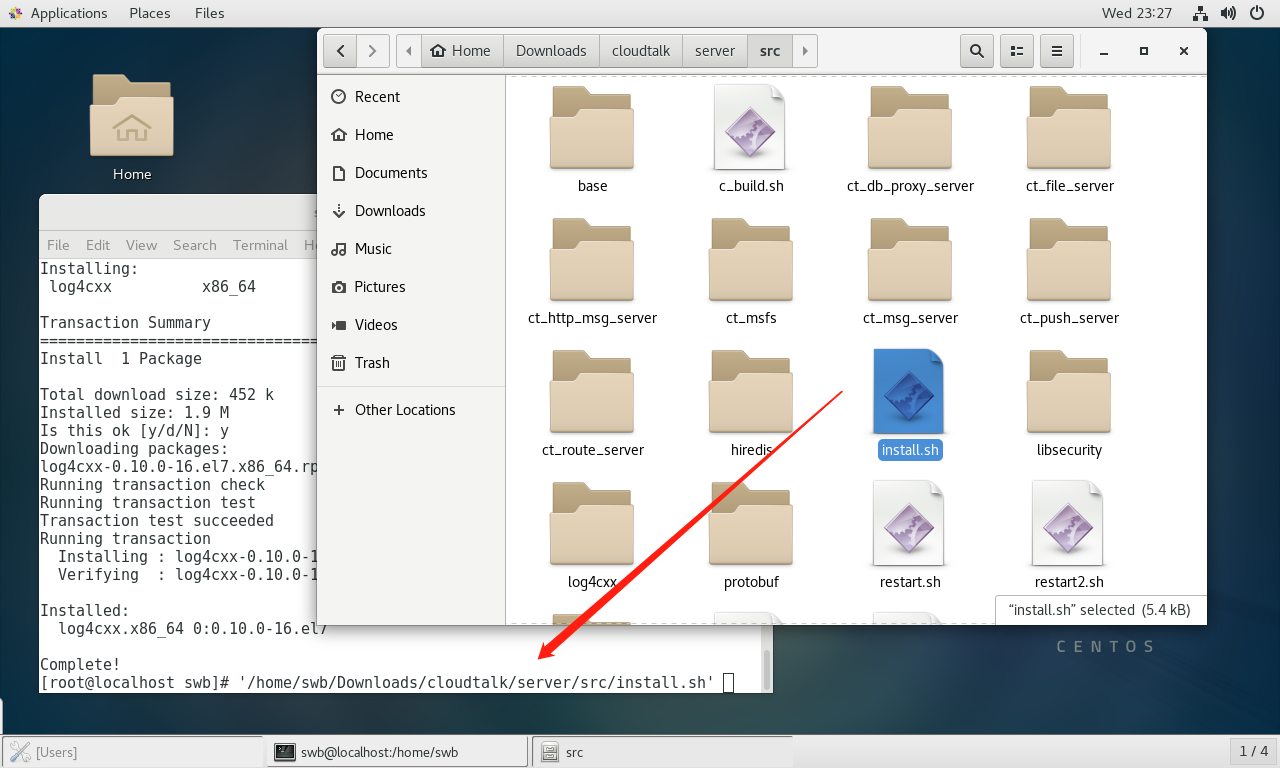 Applications Places Files Wed 23:27
Home Downloads cloudtalk server src
Home
Recent
Home
Documents
Downloads
Music
Pictures
Videos
Trash
Other Locations
base c_build.sh ct_db_proxy_server ct_file_server
ct_http_msg_server ct_msfs ct_msg_server ct_push_server
ct_route_server hiredis install.sh libsecurity
log4cxx protobuf restart.sh restart2.sh
“install.sh” selected (5.4 kB)
File Edit View Search Terminal
Installing:
log4cxx x86_64
Transaction Summary
===============================
Install 1 Package
Total download size: 452 k
Installed size: 1.9 M
Is this ok [y/d/N]: y
Downloading packages:
log4cxx-0.10.0-16.el7.x86_64.rp
Running transaction check
Running transaction test
Transaction test succeeded
Running transaction
Installing : log4cxx-0.10.0-1
Verifying : log4cxx-0.10.0-1
Installed:
log4cxx.x86_64 0:0.10.0-16.el7
Complete!
[root@localhost swb]# '/home/swb/Downloads/cloudtalk/server/src/install.sh'
CENTOS
[Users] swb@localhost:/home/swb src 1 / 4